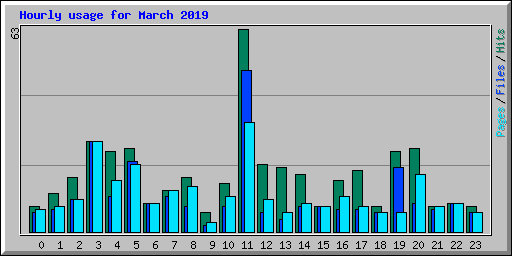 Hourly usage for March 2019
63
Pages/Files/Hits
0 1 2 3 4 5 6 7 8 9 10 11 12 13 14 15 16 17 18 19 20 21 22 23